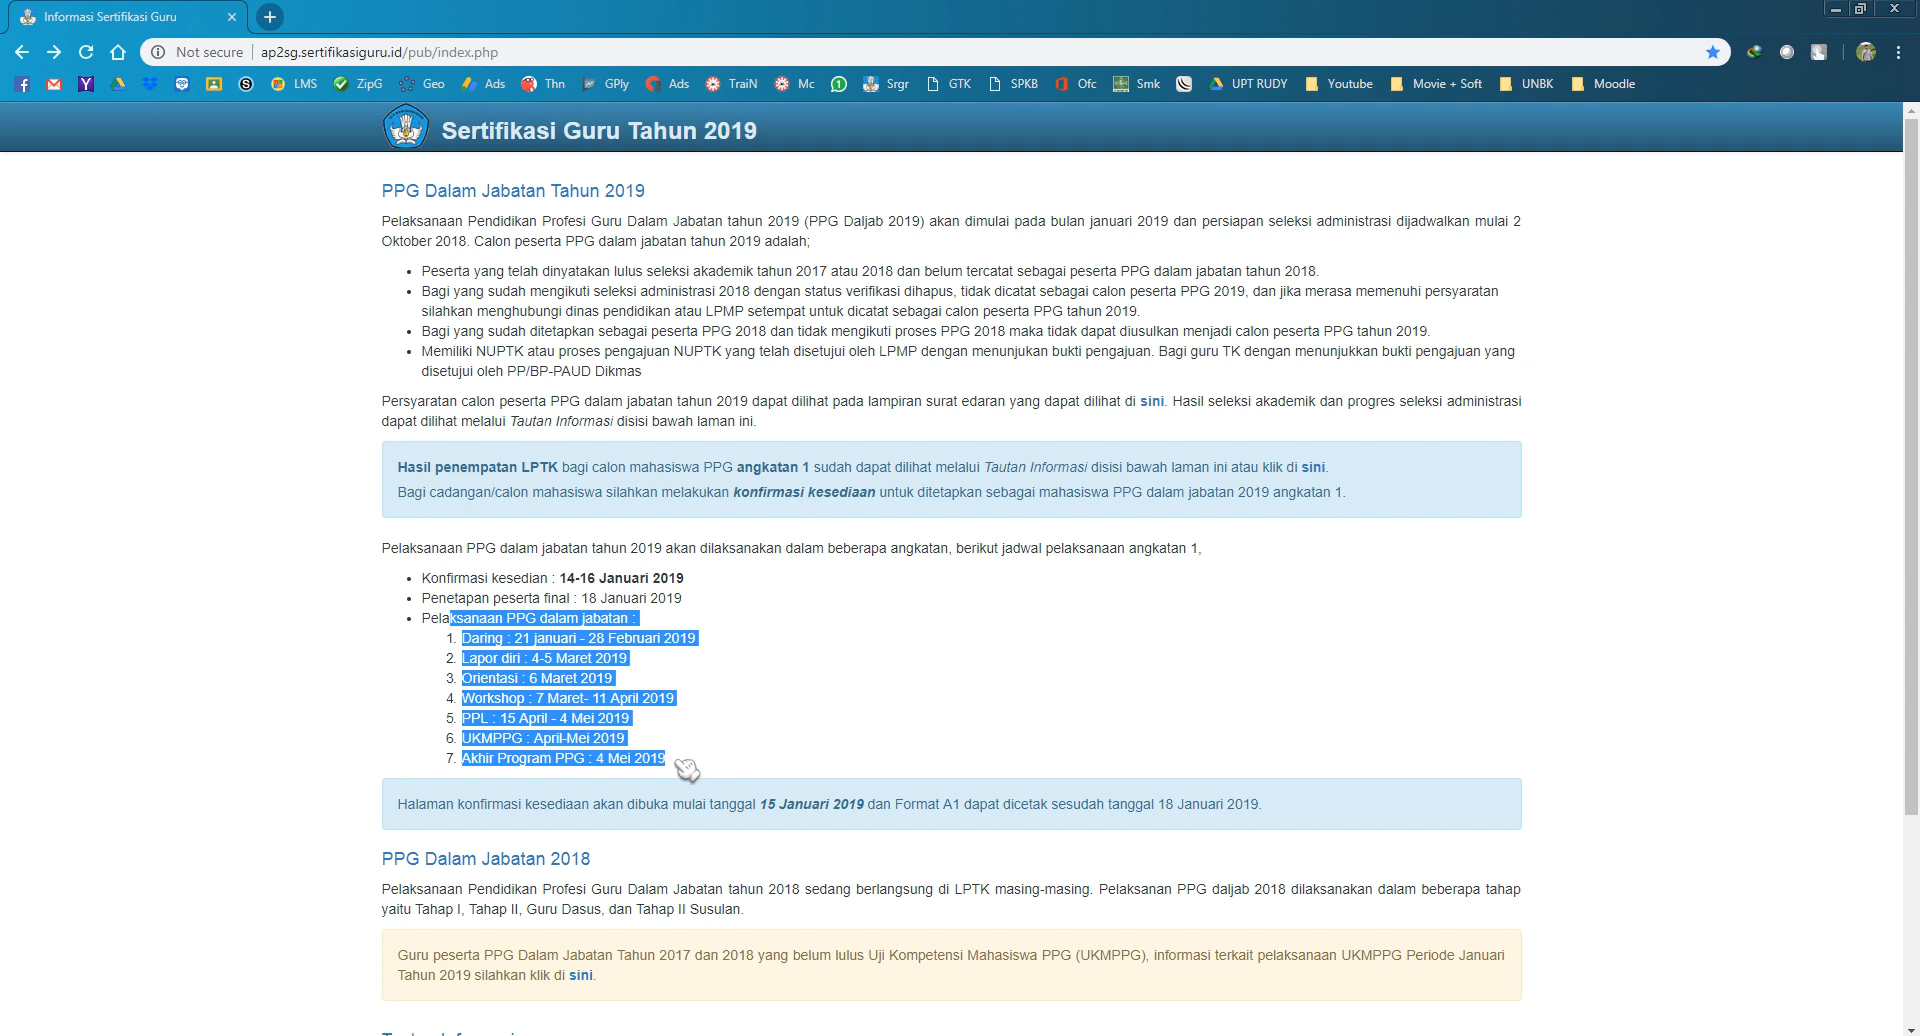 Informasi Sertifikasi Guru
Not secure | ap2sg.sertifikasiguru.id/pub/index.php
LMS ZipG Geo Ads Thn GPly Ads TraiN Mc Srgr GTK SPKB Ofc Smk UPT RUDY Youtube Movie + Soft UNBK Moodle
Sertifikasi Guru Tahun 2019
PPG Dalam Jabatan Tahun 2019
Pelaksanaan Pendidikan Profesi Guru Dalam Jabatan tahun 2019 (PPG Daljab 2019) akan dimulai pada bulan januari 2019 dan persiapan seleksi administrasi dijadwalkan mulai 2
Oktober 2018. Calon peserta PPG dalam jabatan tahun 2019 adalah;
• Peserta yang telah dinyatakan lulus seleksi akademik tahun 2017 atau 2018 dan belum tercatat sebagai peserta PPG dalam jabatan tahun 2018.
• Bagi yang sudah mengikuti seleksi administrasi 2018 dengan status verifikasi dihapus, tidak dicatat sebagai calon peserta PPG 2019, dan jika merasa memenuhi persyaratan
silahkan menghubungi dinas pendidikan atau LPMP setempat untuk dicatat sebagai calon peserta PPG tahun 2019.
• Bagi yang sudah ditetapkan sebagai peserta PPG 2018 dan tidak mengikuti proses PPG 2018 maka tidak dapat diusulkan menjadi calon peserta PPG tahun 2019.
• Memiliki NUPTK atau proses pengajuan NUPTK yang telah disetujui oleh LPMP dengan menunjukan bukti pengajuan. Bagi guru TK dengan menunjukkan bukti pengajuan yang
disetujui oleh PP/BP-PAUD Dikmas
Persyaratan calon peserta PPG dalam jabatan tahun 2019 dapat dilihat pada lampiran surat edaran yang dapat dilihat di sini. Hasil seleksi akademik dan progres seleksi administrasi
dapat dilihat melalui Tautan Informasi disisi bawah laman ini.
Hasil penempatan LPTK bagi calon mahasiswa PPG angkatan 1 sudah dapat dilihat melalui Tautan Informasi disisi bawah laman ini atau klik di sini.
Bagi cadangan/calon mahasiswa silahkan melakukan konfirmasi kesediaan untuk ditetapkan sebagai mahasiswa PPG dalam jabatan 2019 angkatan 1.
Pelaksanaan PPG dalam jabatan tahun 2019 akan dilaksanakan dalam beberapa angkatan, berikut jadwal pelaksanaan angkatan 1,
• Konfirmasi kesedian : 14-16 Januari 2019
• Penetapan peserta final : 18 Januari 2019
• Pelaksanaan PPG dalam jabatan :
1. Daring : 21 januari - 28 Februari 2019
2. Lapor diri : 4-5 Maret 2019
3. Orientasi : 6 Maret 2019
4. Workshop : 7 Maret- 11 April 2019
5. PPL : 15 April - 4 Mei 2019
6. UKMPPG : April-Mei 2019
7. Akhir Program PPG : 4 Mei 2019
Halaman konfirmasi kesediaan akan dibuka mulai tanggal 15 Januari 2019 dan Format A1 dapat dicetak sesudah tanggal 18 Januari 2019.
PPG Dalam Jabatan 2018
Pelaksanaan Pendidikan Profesi Guru Dalam Jabatan tahun 2018 sedang berlangsung di LPTK masing-masing. Pelaksanan PPG daljab 2018 dilaksanakan dalam beberapa tahap
yaitu Tahap I, Tahap II, Guru Dasus, dan Tahap II Susulan.
Guru peserta PPG Dalam Jabatan Tahun 2017 dan 2018 yang belum lulus Uji Kompetensi Mahasiswa PPG (UKMPPG), informasi terkait pelaksanaan UKMPPG Periode Januari
Tahun 2019 silahkan klik di sini.